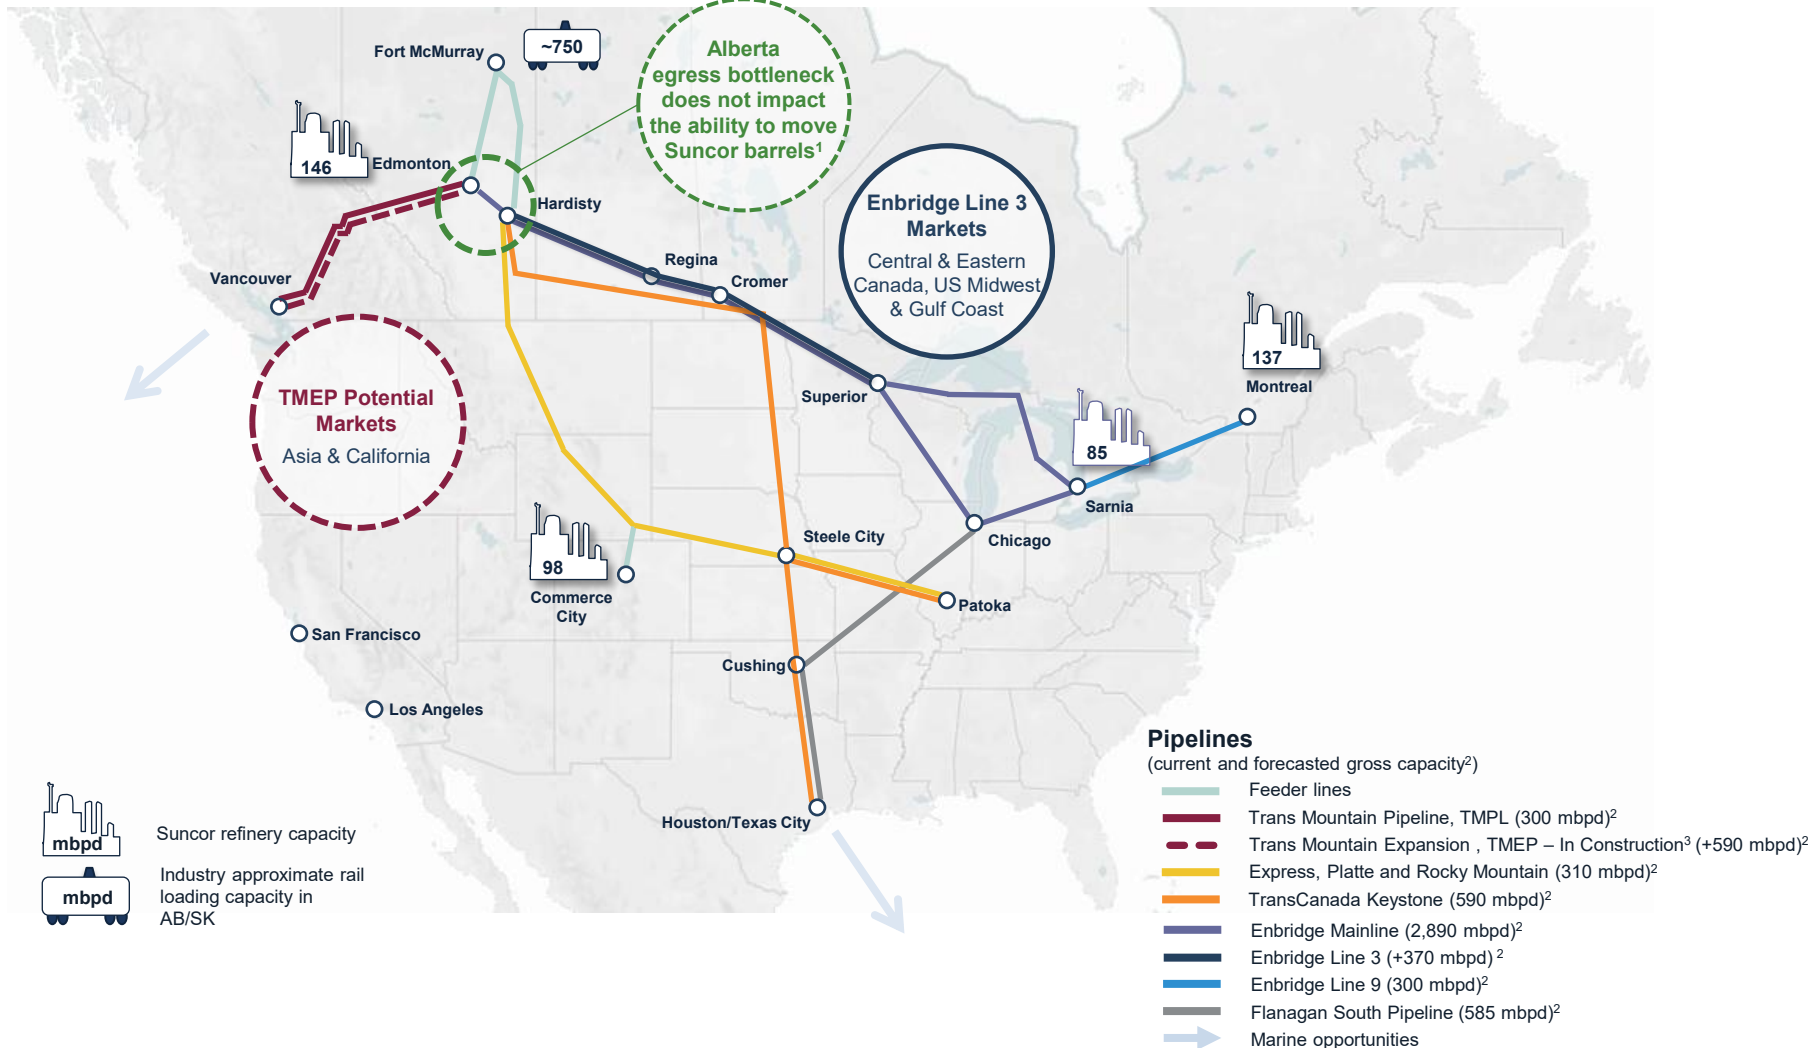 Fort McMurray
~750
Alberta
egress bottleneck
does not impact
the ability to move
Suncor barrels¹
146
Edmonton
Hardisty
Enbridge Line 3
Markets
Central & Eastern
Canada, US Midwest
& Gulf Coast
Regina
Cromer
Vancouver
TMEP Potential
Markets
Asia & California
137
Montreal
Superior
85
Sarnia
Chicago
Steele City
98
Commerce
City
Patoka
San Francisco
Cushing
Los Angeles
Houston/Texas City
mbpd
Suncor refinery capacity
mbpd
Industry approximate rail
loading capacity in
AB/SK
Pipelines
(current and forecasted gross capacity²)
Feeder lines
Trans Mountain Pipeline, TMPL (300 mbpd)²
Trans Mountain Expansion , TMEP – In Construction³ (+590 mbpd)²
Express, Platte and Rocky Mountain (310 mbpd)²
TransCanada Keystone (590 mbpd)²
Enbridge Mainline (2,890 mbpd)²
Enbridge Line 3 (+370 mbpd) ²
Enbridge Line 9 (300 mbpd)²
Flanagan South Pipeline (585 mbpd)²
Marine opportunities